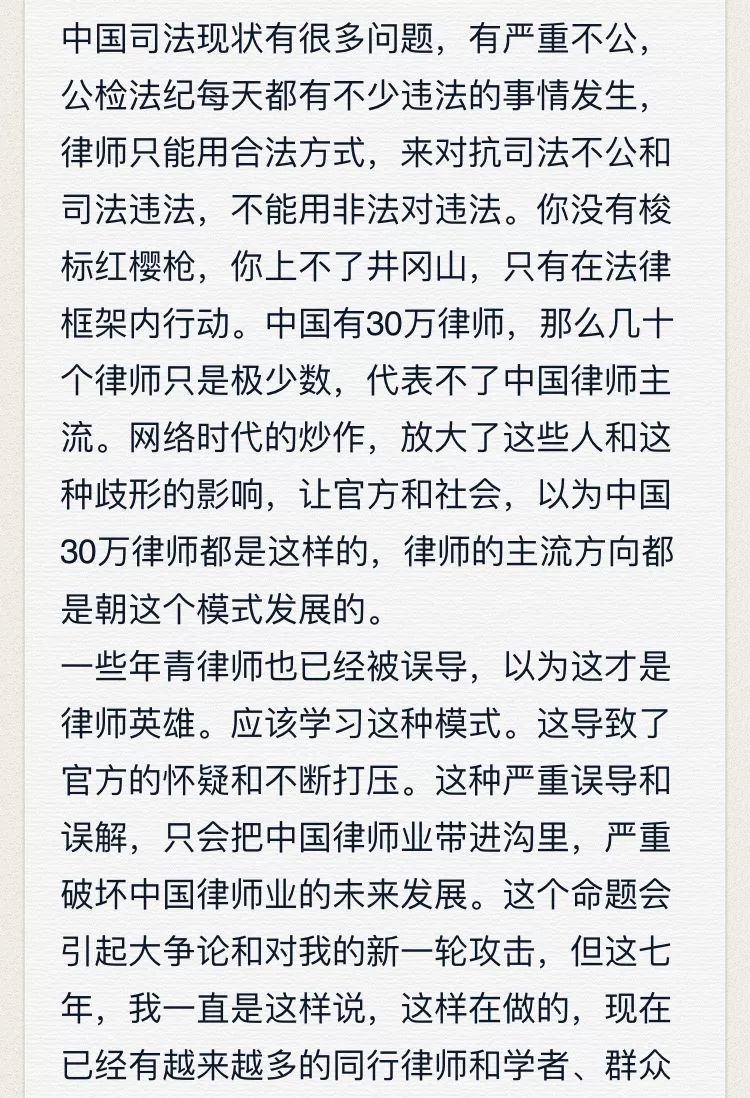 中国司法现状有很多问题，有严重不公，
公检法纪每天都有不少违法的事情发生，
律师只能用合法方式，来对抗司法不公和
司法违法，不能用非法对违法。你没有梭
标红樱枪，你上不了井冈山，只有在法律
框架内行动。中国有30万律师，那么几十
个律师只是极少数，代表不了中国律师主
流。网络时代的炒作，放大了这些人和这
种歧形的影响，让官方和社会，以为中国
30万律师都是这样的，律师的主流方向都
是朝这个模式发展的。
一些年青律师也已经被误导，以为这才是
律师英雄。应该学习这种模式。这导致了
官方的怀疑和不断打压。这种严重误导和
误解，只会把中国律师业带进沟里，严重
破坏中国律师业的未来发展。这个命题会
引起大争论和对我的新一轮攻击，但这七
年，我一直是这样说，这样在做的，现在
已经有越来越多的同行律师和学者、群众